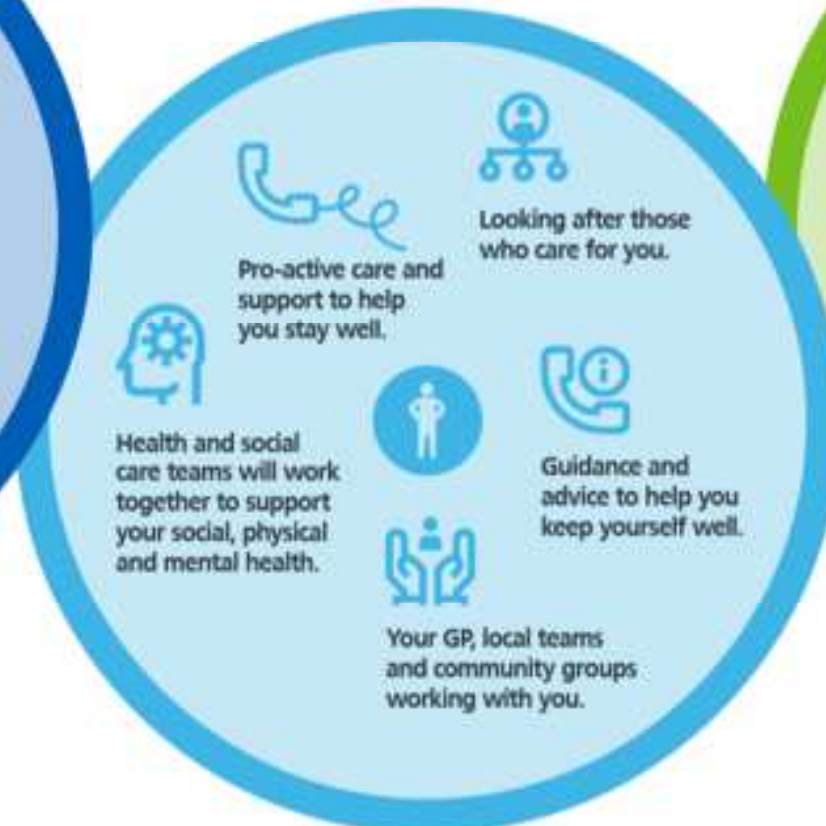 Looking after those
who care for you.
Pro-active care and
support to help
you stay well.
Health and social
care teams will work
together to support
your social, physical
and mental health.
Guidance and
advice to help you
keep yourself well.
Your GP, local teams
and community groups
working with you.